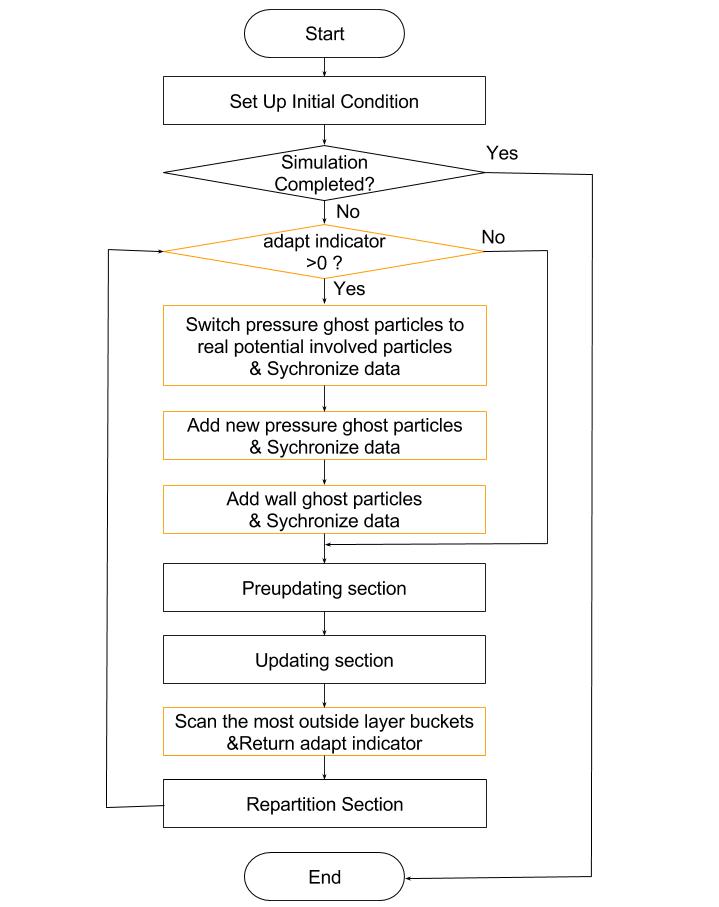 Start
Set Up Initial Condition
Simulation
Completed?
Yes
No
adapt indicator
>0 ?
No
Yes
Switch pressure ghost particles to
real potential involved particles
& Sychronize data
Add new pressure ghost particles
& Sychronize data
Add wall ghost particles
& Sychronize data
Preupdating section
Updating section
Scan the most outside layer buckets
&Return adapt indicator
Repartition Section
End